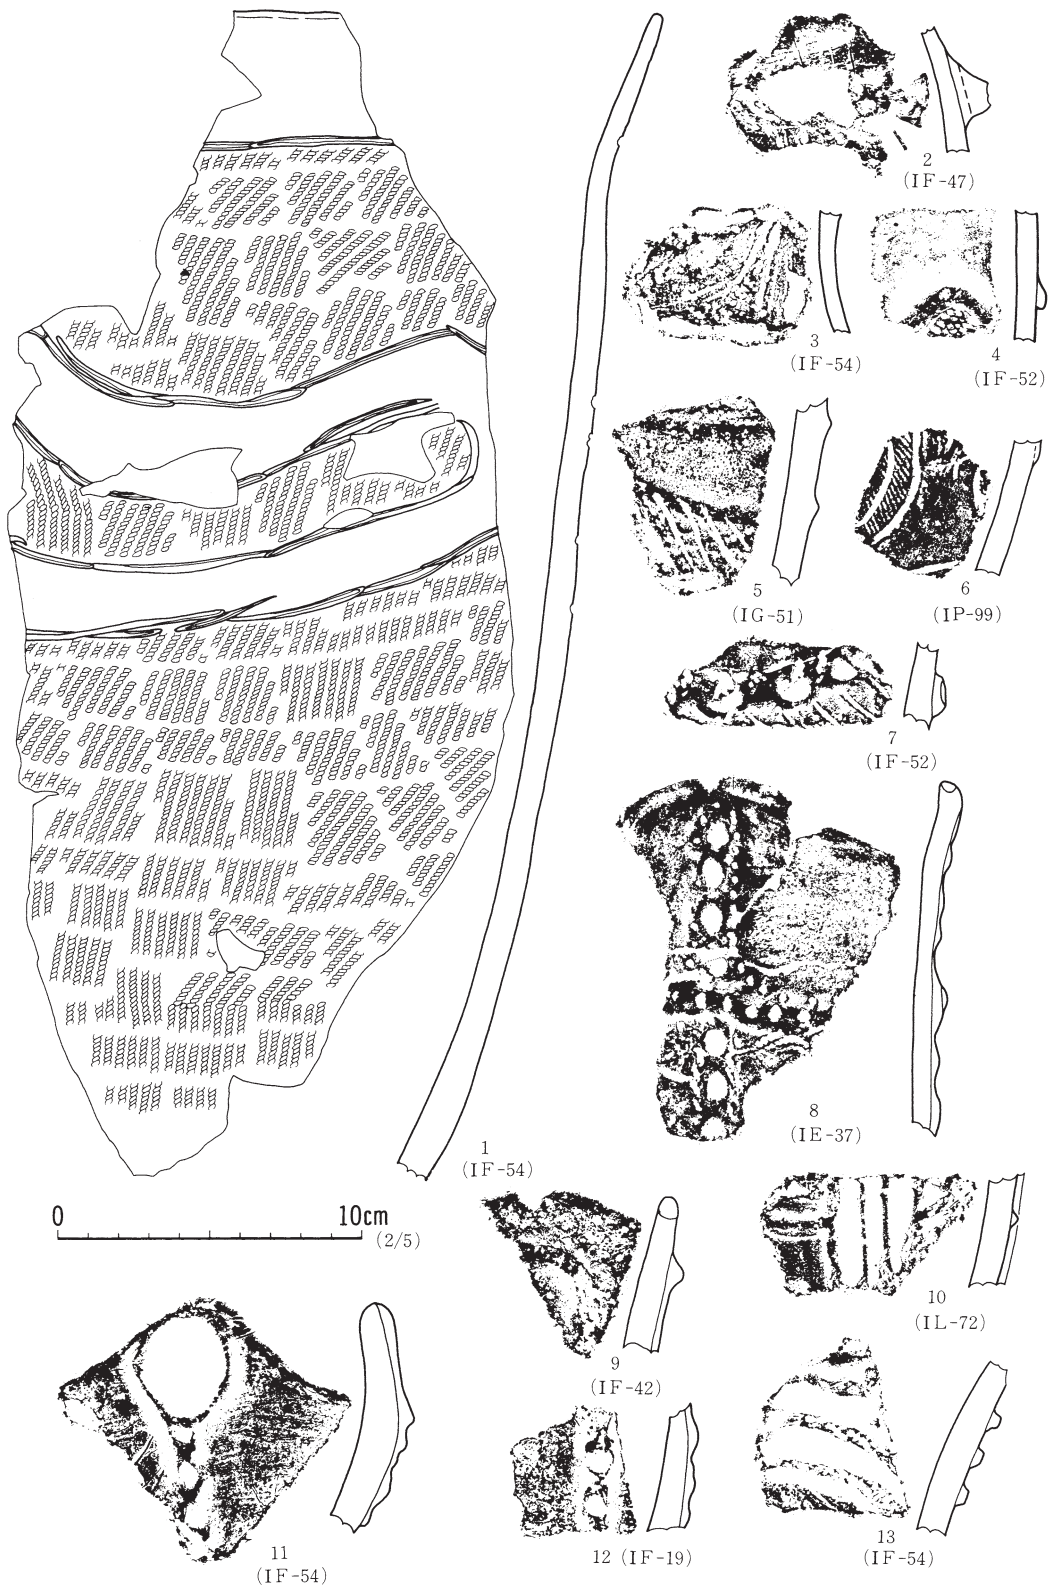 2
(IF-47)
3
(IF-54)
4
(IF-52)
5
(IG-51)
6
(IP-99)
7
(IF-52)
8
(IE-37)
1
(IF-54)
0 10cm
(2/5)
9
(IF-42)
10
(IL-72)
11
(IF-54)
12 (IF-19)
13
(IF-54)